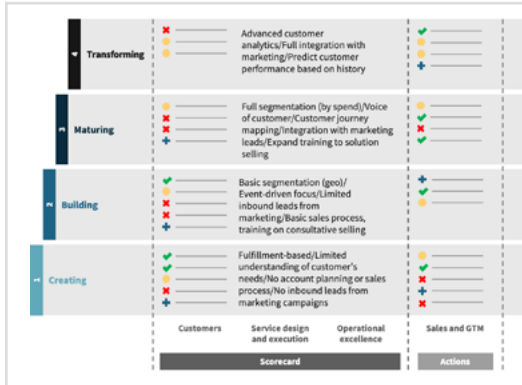 4
Transforming
Advanced customer
analytics/Full integration with
marketing/Predict customer
performance based on history
3
Maturing
Full segmentation (by spend)/Voice
of customer/Customer journey
mapping/Integration with marketing
leads/Expand training to solution
selling
2
Building
Basic segmentation (geo)/
Event-driven focus/Limited
inbound leads from
marketing/Basic sales process,
training on consultative selling
1
Creating
Fulfillment-based/Limited
understanding of customer's
needs/No account planning or sales
process/No inbound leads from
marketing campaigns
Customers
Service design
and execution
Operational
excellence
Sales and GTM
Scorecard
Actions